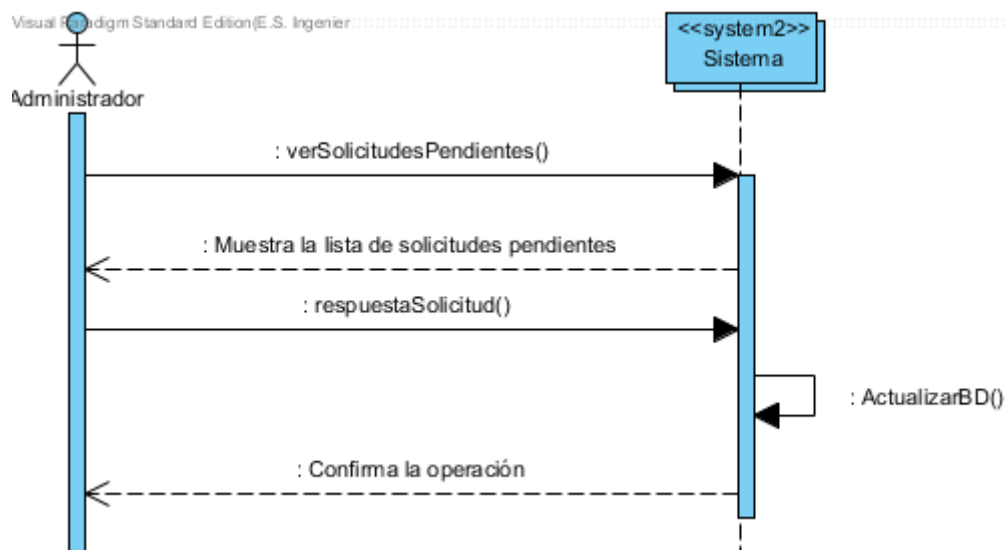 Visual Paradigm Standard Edition(E.S. Ingenier
<<system2>>
Sistema
Administrador
: verSolicitudesPendientes()
: Muestra la lista de solicitudes pendientes
: respuestaSolicitud()
: ActualizarBD()
: Confirma la operación